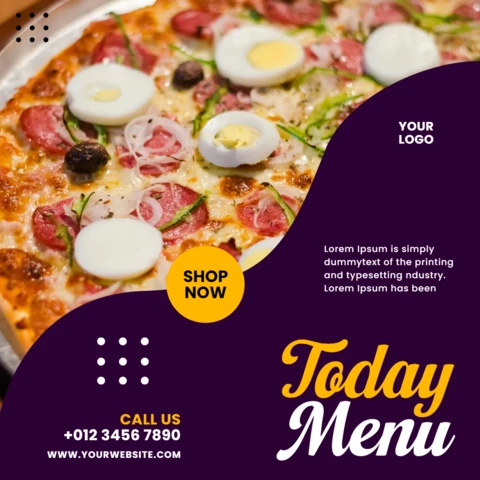 YOUR
LOGO
Lorem Ipsum is simply
dummytext of the printing
and typesetting ndustry.
Lorem Ipsum has been
SHOP
NOW
Today
Menu
CALL US
+012 3456 7890
WWW.YOURWEBSITE.COM